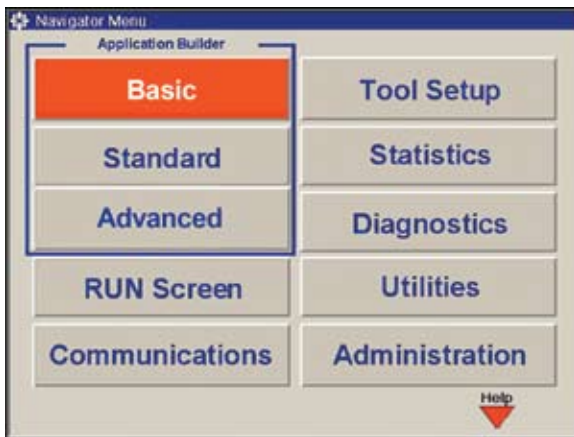 Navigator Menu
Application Builder
Basic
Standard
Advanced
RUN Screen
Communications
Tool Setup
Statistics
Diagnostics
Utilities
Administration
Help